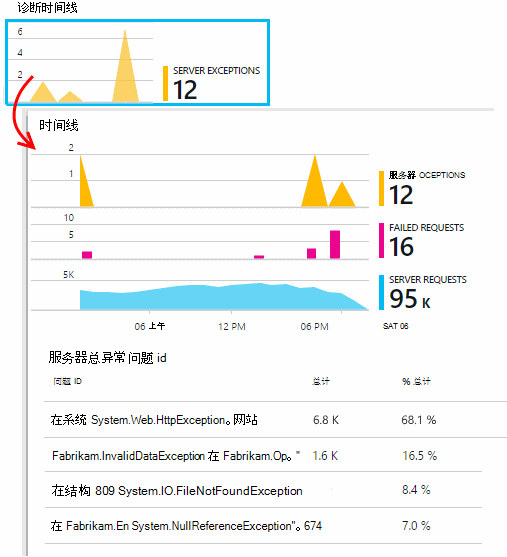 诊断时间线
6
4
2
SERVER EXCEPTIONS
12
时间线
2
1
服务器 OCEPTIONS
12
10
5
FAILED REQUESTS
16
5K
SERVER REQUESTS
95 K
06 上午 12 PM 06 PM SAT 06
服务器总异常问题 id
问题 ID 总计 % 总计
在系统 System.Web.HttpException。网站 6.8 K 68.1 %
Fabrikam.InvalidDataException 在 Fabrikam.Op。" 1.6 K 16.5 %
在结构 809 System.IO.FileNotFoundException 8.4 %
在 Fabrikam.En System.NullReferenceException"。674 7.0 %